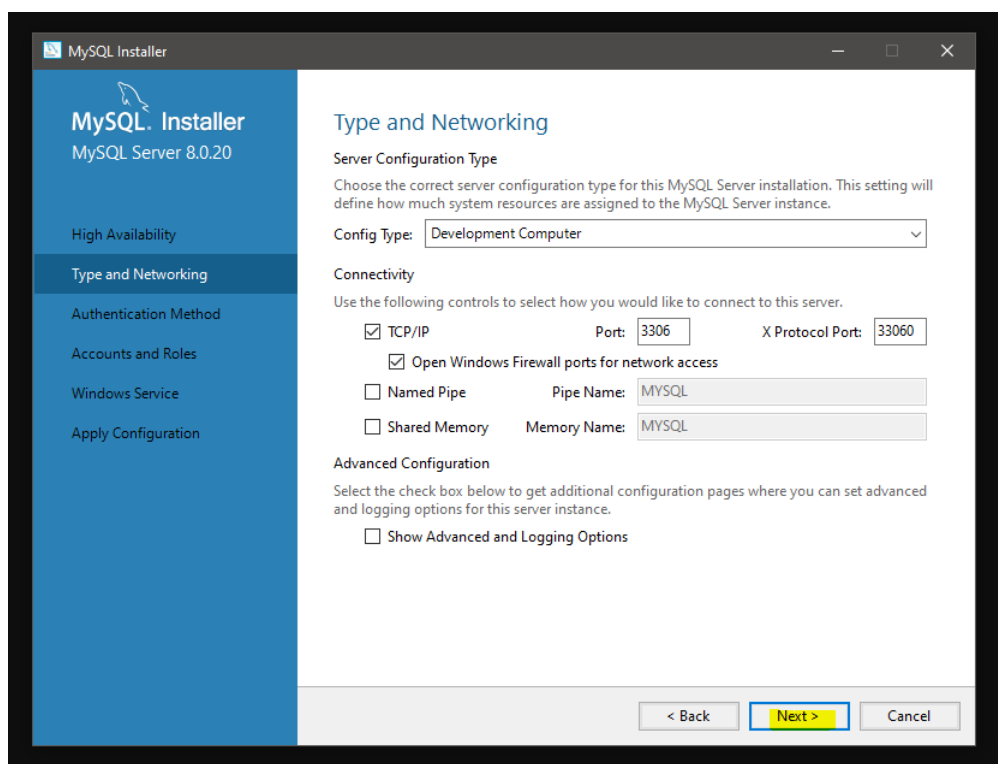 MySQL Installer
MySQL. Installer
MySQL Server 8.0.20
High Availability
Type and Networking
Authentication Method
Accounts and Roles
Windows Service
Apply Configuration
Type and Networking
Server Configuration Type
Choose the correct server configuration type for this MySQL Server installation. This setting will
define how much system resources are assigned to the MySQL Server instance.
Config Type: Development Computer
Connectivity
Use the following controls to select how you would like to connect to this server.
TCP/IP Port: 3306 X Protocol Port: 33060
Open Windows Firewall ports for network access
Named Pipe Pipe Name: MYSQL
Shared Memory Memory Name: MYSQL
Advanced Configuration
Select the check box below to get additional configuration pages where you can set advanced
and logging options for this server instance.
Show Advanced and Logging Options
< Back Next > Cancel